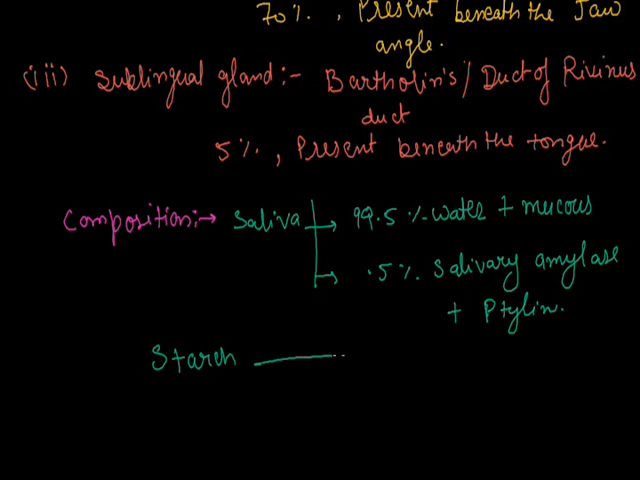 70%. , Present beneath the Jaw
angle.
(iii) Sublingual gland:- Bartholin's/Duct of Rivinus
duct
5%. , Present beneath the tongue.
Composition:→ Saliva → 99.5%. water + mucous
→ .5%. Salivary amylase
+ Ptylin.
Starch